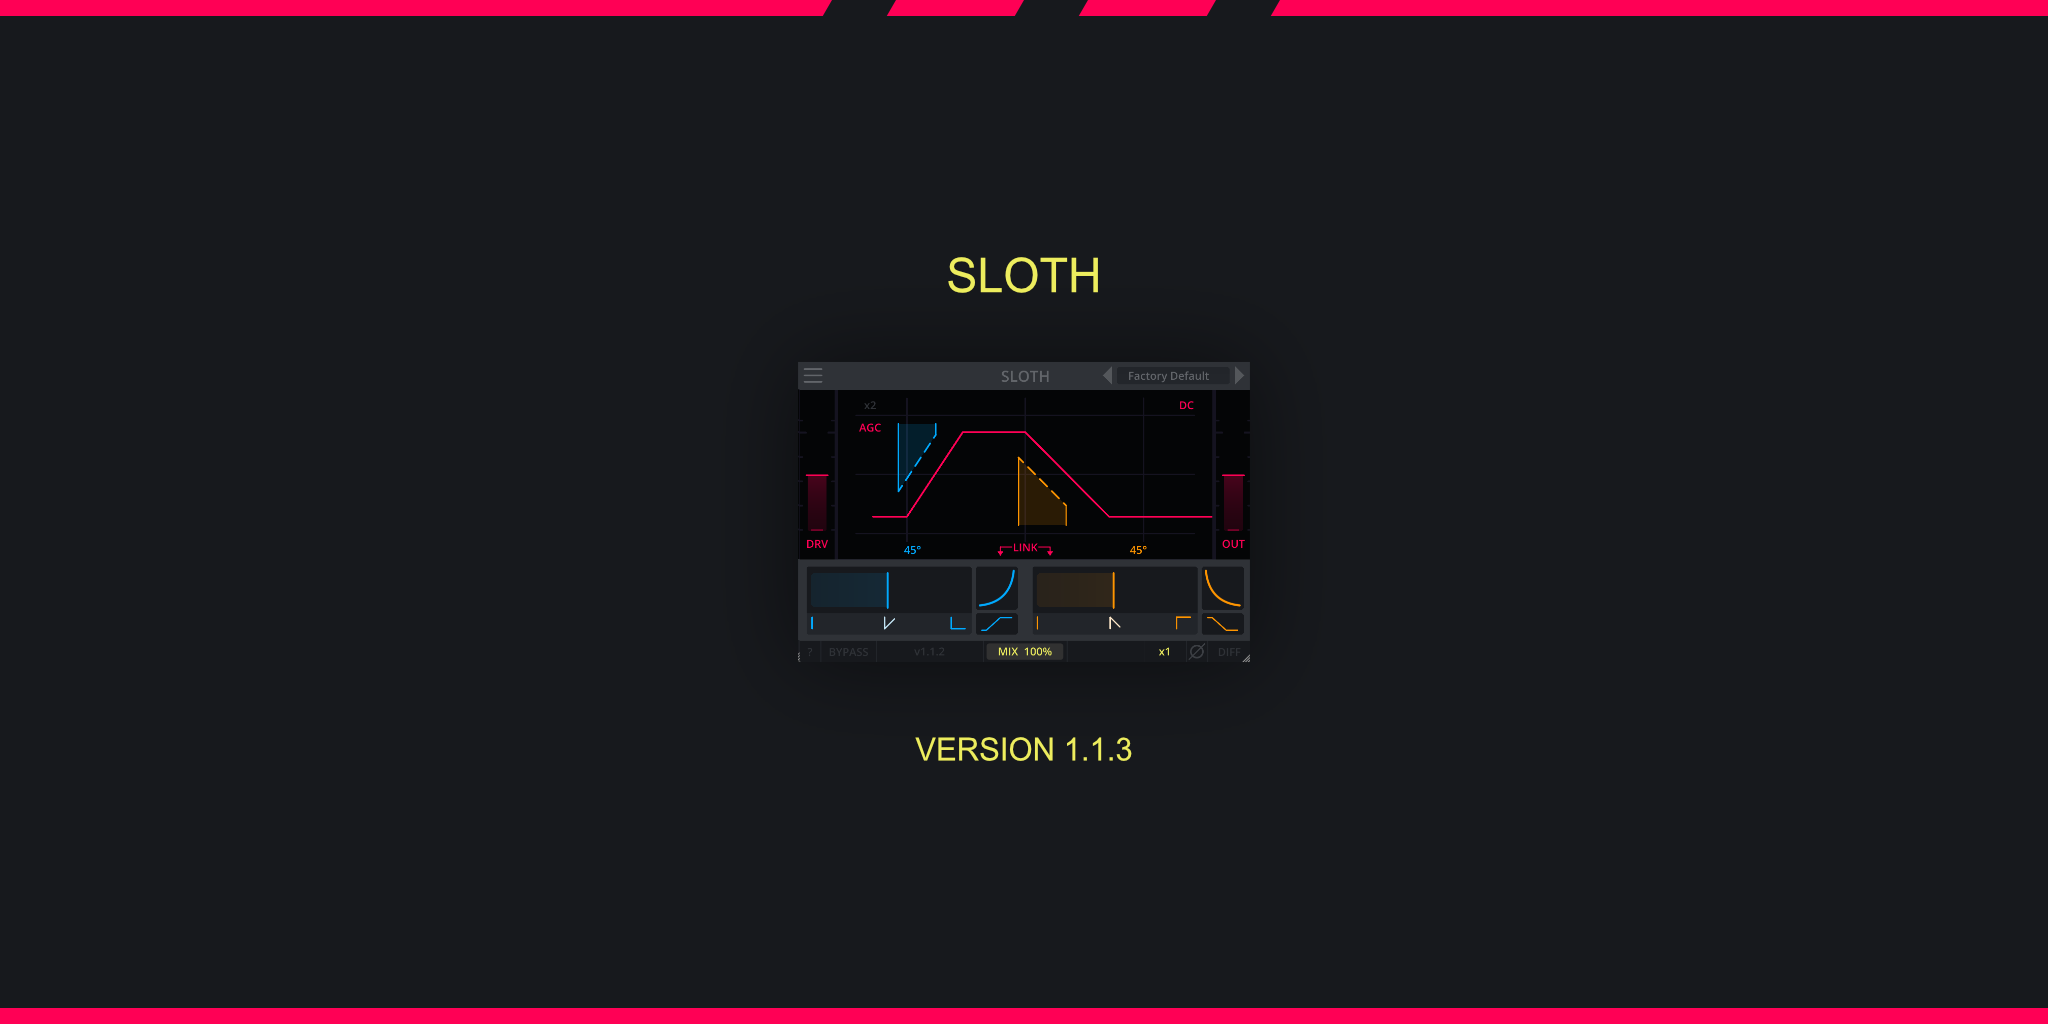 SLOTH
SLOTH
Factory Default
x2
DC
AGC
DRV
OUT
45°
LINK
45°
?
BYPASS
v1.1.2
MIX 100%
x1
DIFF
VERSION 1.1.3